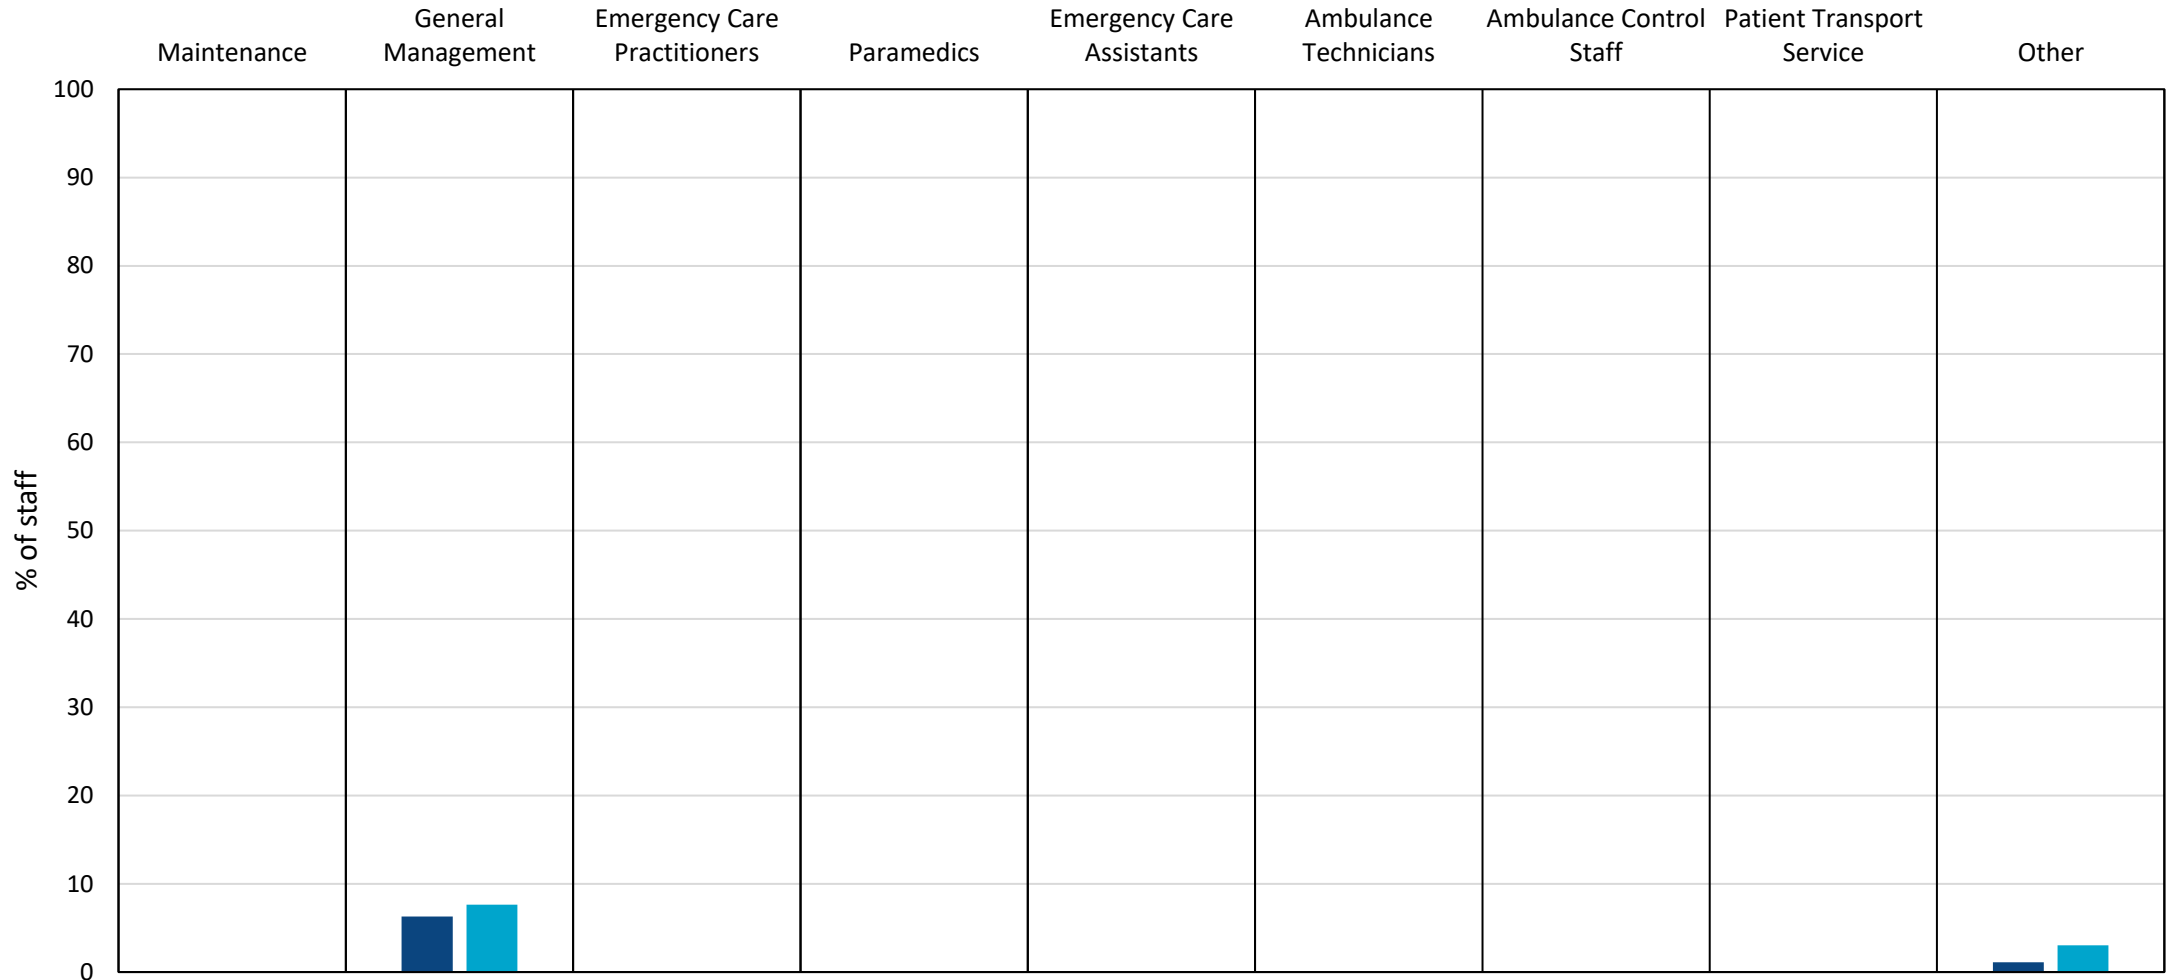 Maintenance
General
Management
Emergency Care
Practitioners
Paramedics
Emergency Care
Assistants
Ambulance
Technicians
Ambulance Control
Staff
Patient Transport
Service
Other
100
90
80
70
60
50
40
30
20
10
0
% of staff